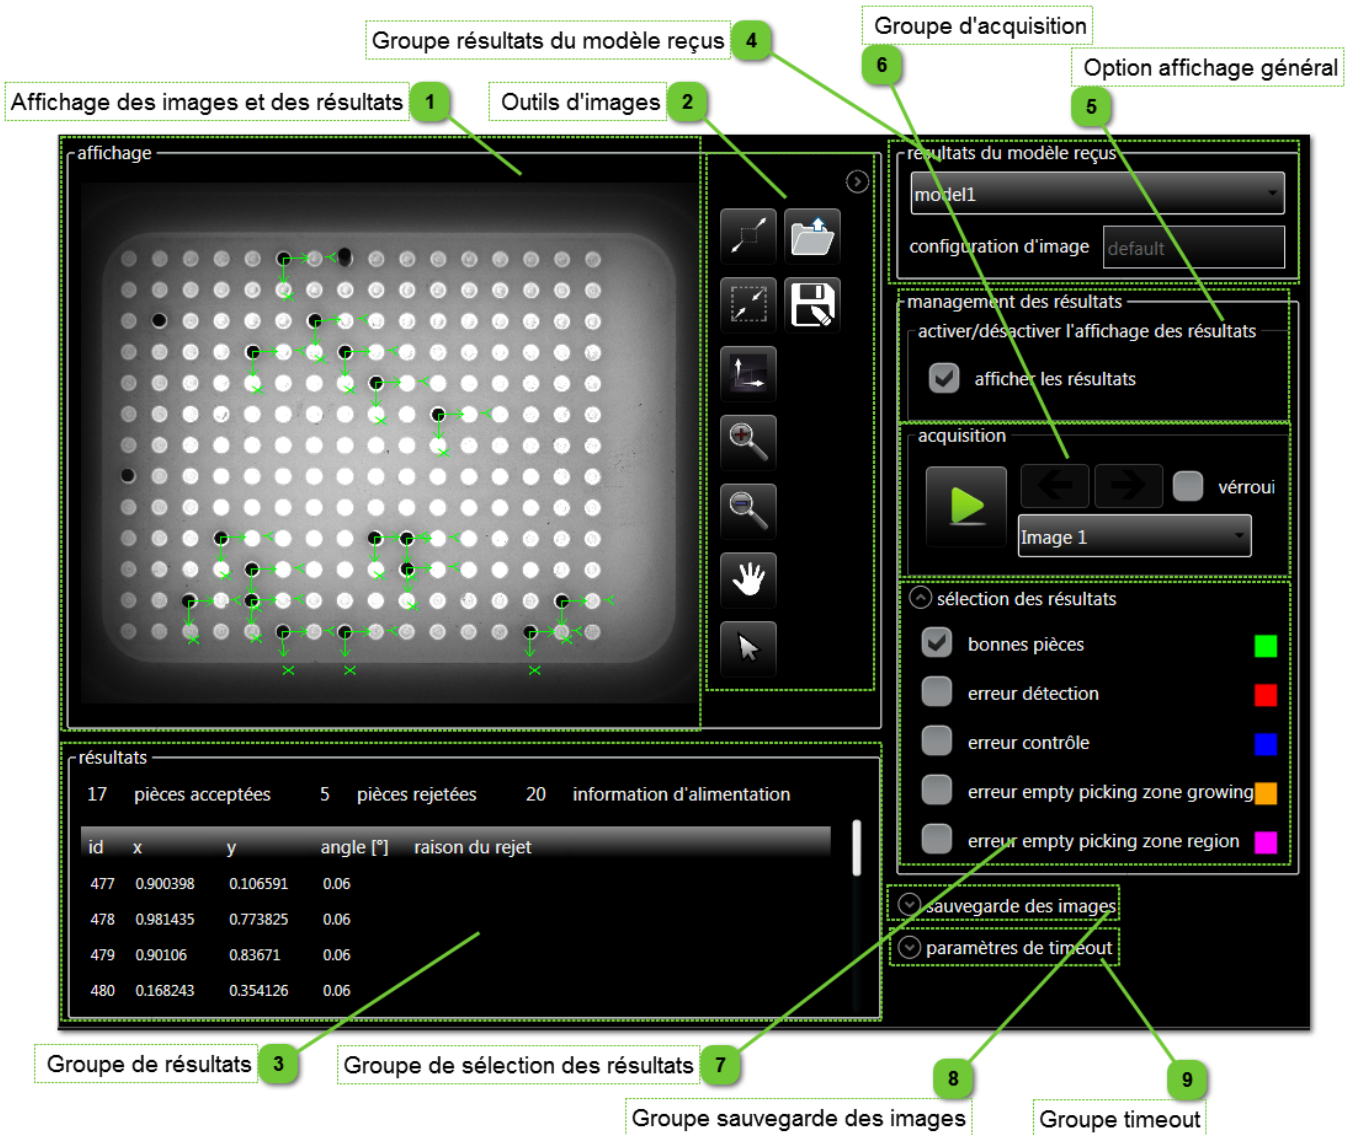 Groupe d'acquisition
Groupe résultats du modèle reçus 4
6
Option affichage général
Affichage des images et des résultats 1
Outils d'images 2
5
affichage
résultats du modèle reçus
model1
configuration d'image default
management des résultats
activer/désactiver l'affichage des résultats
afficher les résultats
acquisition
vérroui
Image 1
sélection des résultats
bonnes pièces
erreur détection
erreur contrôle
erreur empty picking zone growing
erreur empty picking zone region
sauvegarde des images
paramètres de timeout
résultats
17 pièces acceptées 5 pièces rejetées 20 information d'alimentation
id x y angle [°] raison du rejet
477 0.900398 0.106591 0.06
478 0.981435 0.773825 0.06
479 0.90106 0.83671 0.06
480 0.168243 0.354126 0.06
Groupe de résultats 3
Groupe de sélection des résultats 7
8
9
Groupe sauvegarde des images
Groupe timeout